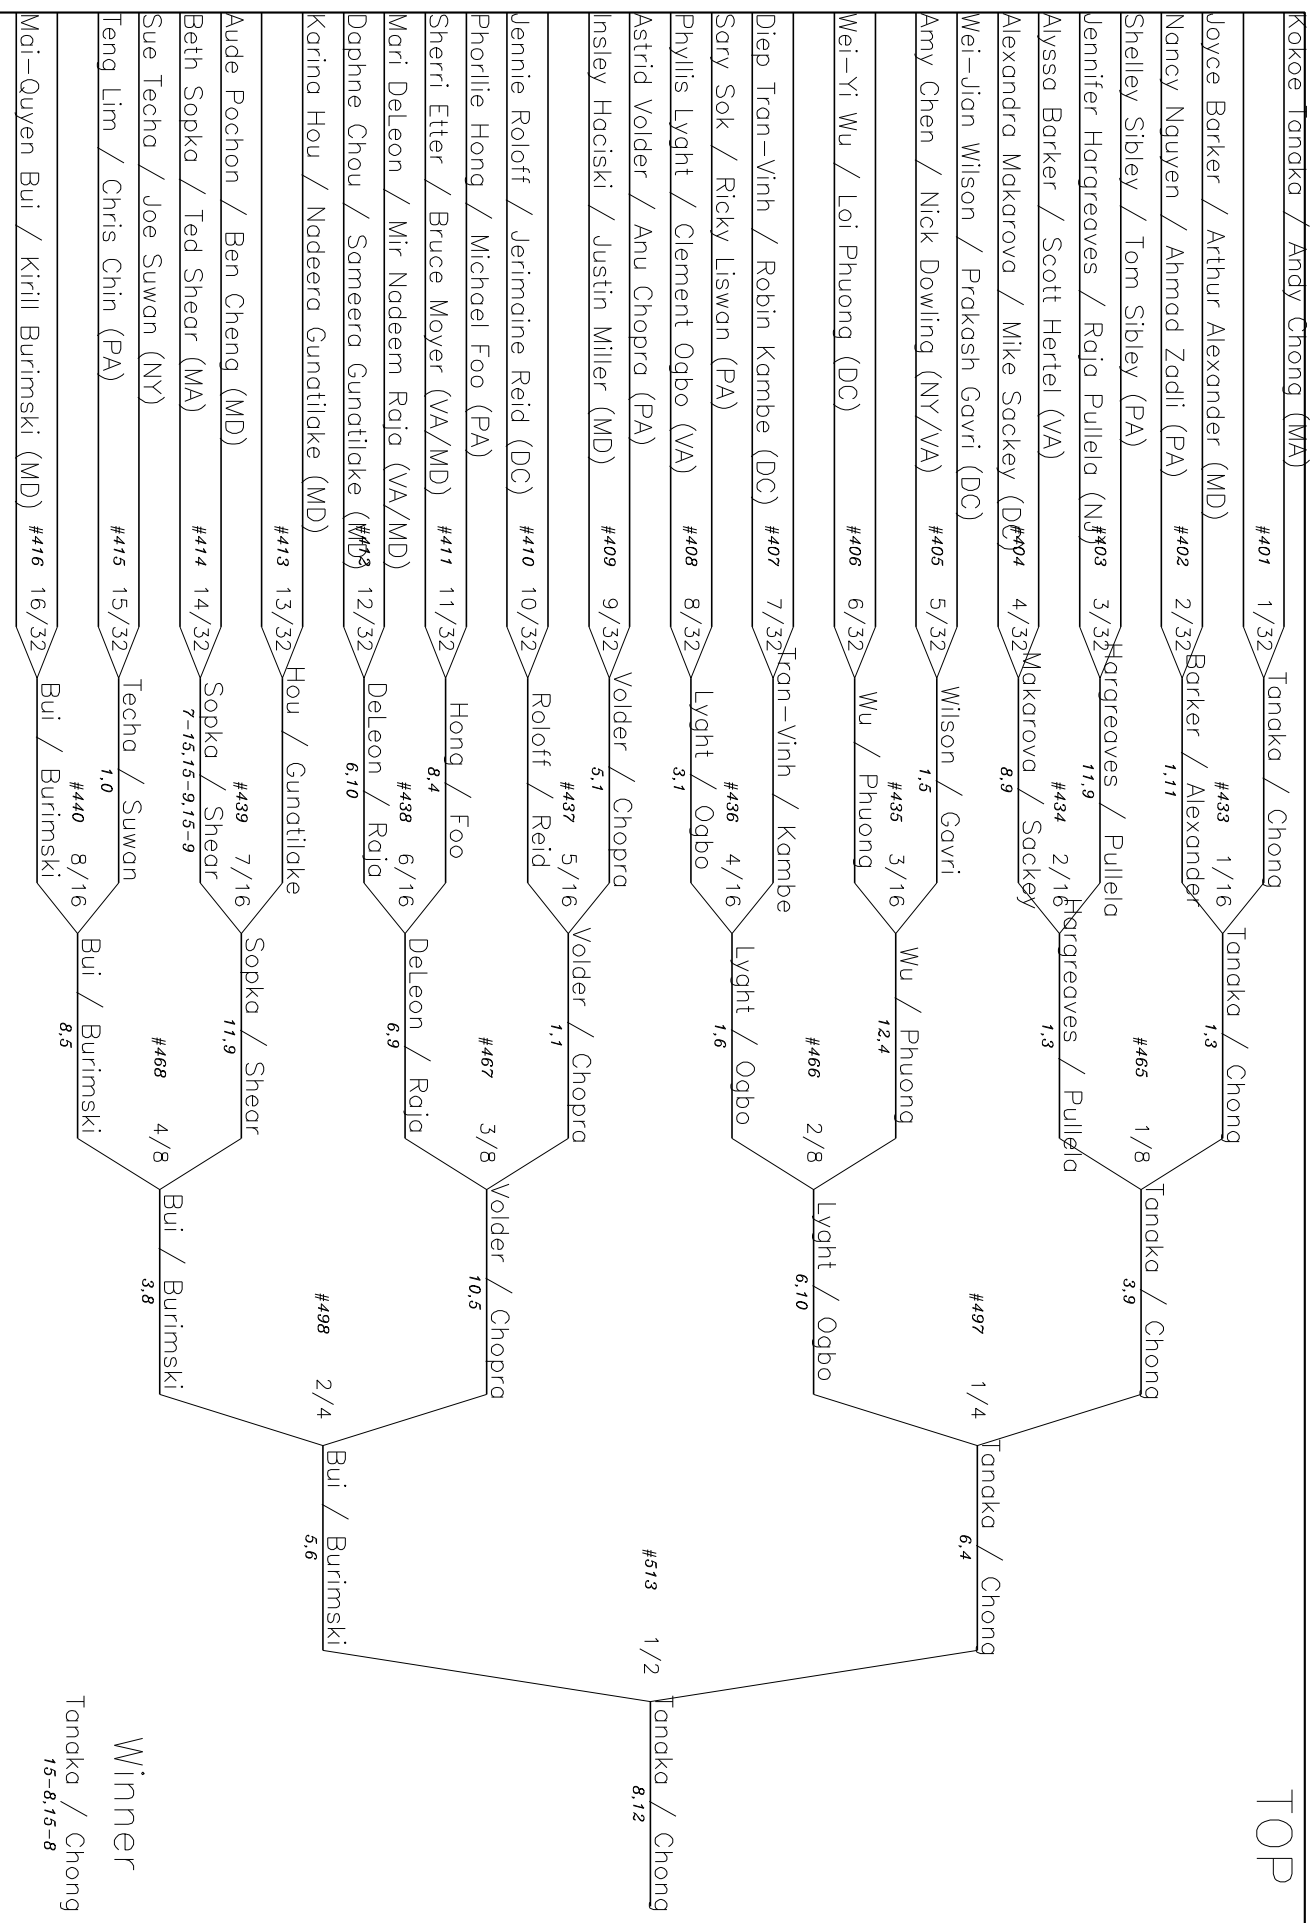 TOP
Kokoe Tanaka / Andy Chong (MA)
#401 1/32
Joyce Barker / Arthur Alexander (MD)
#402 2/32
Nancy Nguyen / Ahmad Zadli (PA)
Shelley Sibley / Tom Sibley (PA)
#403 3/32
Jennifer Hargreaves / Raja Pullela (NJ)
Alyssa Barker / Scott Hertel (VA)
#404 4/32
Alexandra Makarova / Mike Sackey (DC)
Wei-Jian Wilson / Prakash Gavri (DC)
#405 5/32
Amy Chen / Nick Dowling (NY/VA)
#406 6/32
Wei-Yi Wu / Loi Phuong (DC)
Diep Tran-Vinh / Robin Kambe (DC)
#407 7/32
Sary Sok / Ricky Liswan (PA)
#408 8/32
Phyllis Lyght / Clement Ogbo (VA)
Astrid Volder / Anu Chopra (PA)
#409 9/32
Insley Haciski / Justin Miller (MD)
Jennie Roloff / Jerimaine Reid (DC)
#410 10/32
Phorllie Hong / Michael Foo (PA)
#411 11/32
Sherri Etter / Bruce Moyer (VA/MD)
Mari DeLeon / Mir Nadeem Raja (VA/MD)
#412 12/32
Daphne Chou / Sameera Gunatilake (MD)
Karina Hou / Nadeera Gunatilake (MD)
#413 13/32
Aude Pochon / Ben Cheng (MD)
#414 14/32
Beth Sopka / Ted Shear (MA)
Sue Techa / Joe Suwan (NY)
#415 15/32
Teng Lim / Chris Chin (PA)
#416 16/32
Mai-Quyen Bui / Kirill Burimski (MD)
Tanaka / Chong
#433 1/16
Barker / Alexander
1,11
Hargreaves / Pullela
11,9
#434 2/16
Makarova / Sackey
8,9
Wilson / Gavri
1,5
#435 3/16
Wu / Phuong
Tran-Vinh / Kambe
#436 4/16
Lyght / Ogbo
3,1
Volder / Chopra
5,1
#437 5/16
Roloff / Reid
Hong / Foo
8,4
#438 6/16
DeLeon / Raja
6,10
Hou / Gunatilake
#439 7/16
Sopka / Shear
7-15,15-9,15-9
Techa / Suwan
1,0
#440 8/16
Bui / Burimski
Tanaka / Chong
1,3
#465 1/8
Hargreaves / Pullela
1,3
Wu / Phuong
12,4
#466 2/8
Lyght / Ogbo
1,6
Volder / Chopra
1,1
#467 3/8
DeLeon / Raja
6,9
Sopka / Shear
11,9
#468 4/8
Bui / Burimski
8,5
Tanaka / Chong
3,9
#497 1/4
Lyght / Ogbo
6,10
Volder / Chopra
10,5
#498 2/4
Bui / Burimski
3,8
Tanaka / Chong
6,4
#513 1/2
Bui / Burimski
5,6
Tanaka / Chong
8,12
Winner
Tanaka / Chong
15-8,15-8